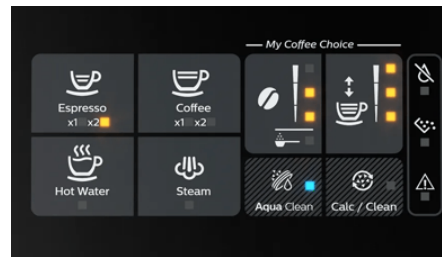 My Coffee Choice
Espresso
x1 x2
Coffee
x1 x2
Hot Water
Steam
Aqua Clean
Calc / Clean